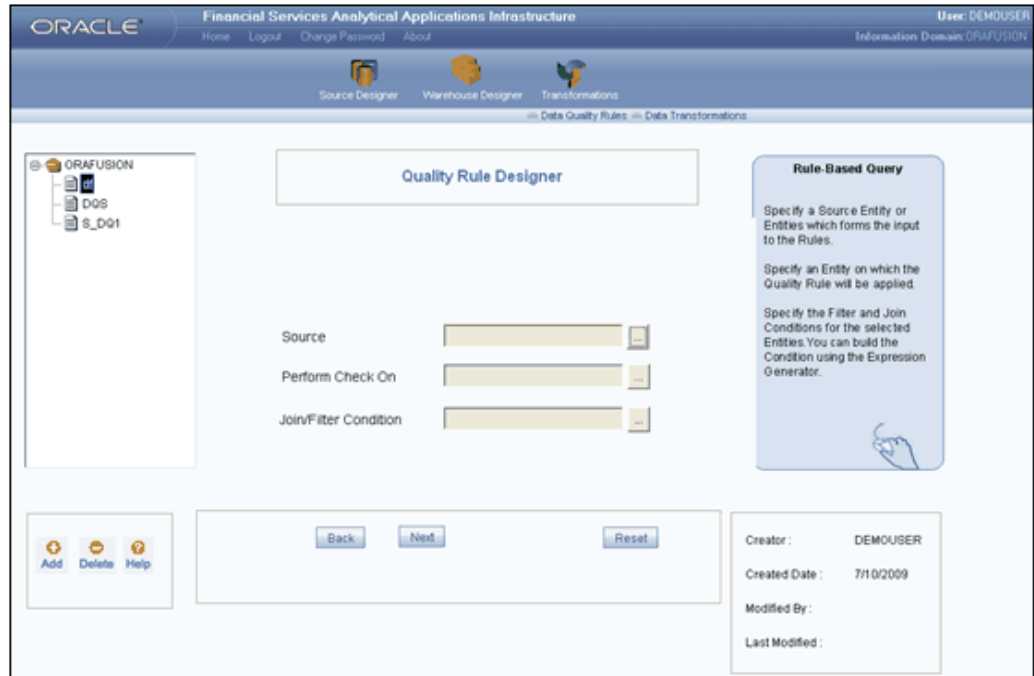 ORACLE
Financial Services Analytical Applications Infrastructure
User: DEMOUSER
Home Logout Change Password About
Information Domain:ORAFUSION
Source Designer Warehouse Designer Transformations
Data Quality Rules Data Transformations
ORAFUSION
DQS
S_DQ1
Quality Rule Designer
Source
...
Perform Check On
...
Join/Filter Condition
...
Rule-Based Query
Specify a Source Entity or
Entities which forms the input
to the Rules.
Specify an Entity on which the
Quality Rule will be applied.
Specify the Filter and Join
Conditions for the selected
Entities.You can build the
Condition using the Expression
Generator.
Add Delete Help
Back Next Reset
Creator : DEMOUSER
Created Date : 7/10/2009
Modified By :
Last Modified :